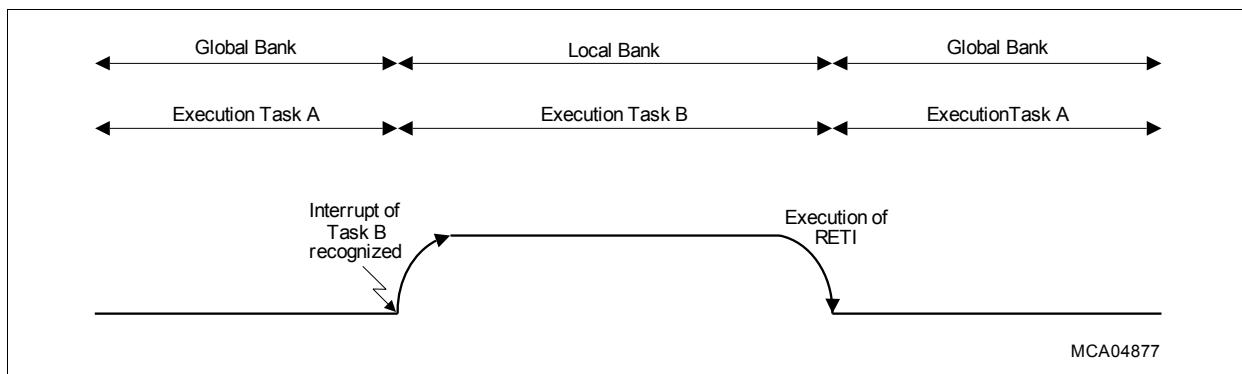 Global Bank
Local Bank
Global Bank
Execution Task A
Execution Task B
ExecutionTask A
Interrupt of
Task B
recognized
Execution of
RETI
MCA04877